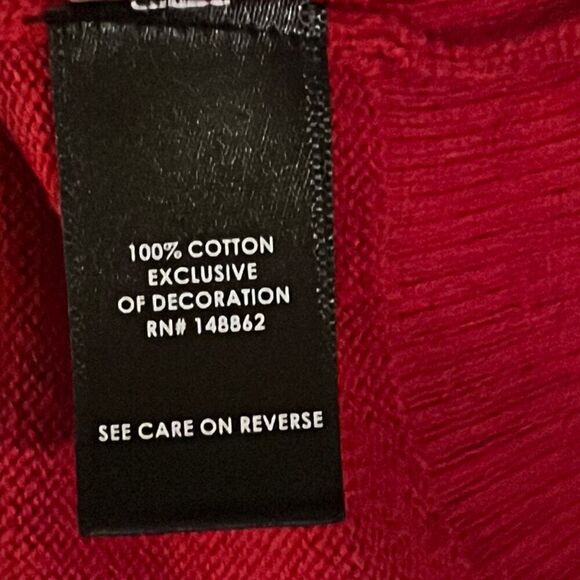 100% COTTON
EXCLUSIVE
OF DECORATION
RN# 148862
SEE CARE ON REVERSE